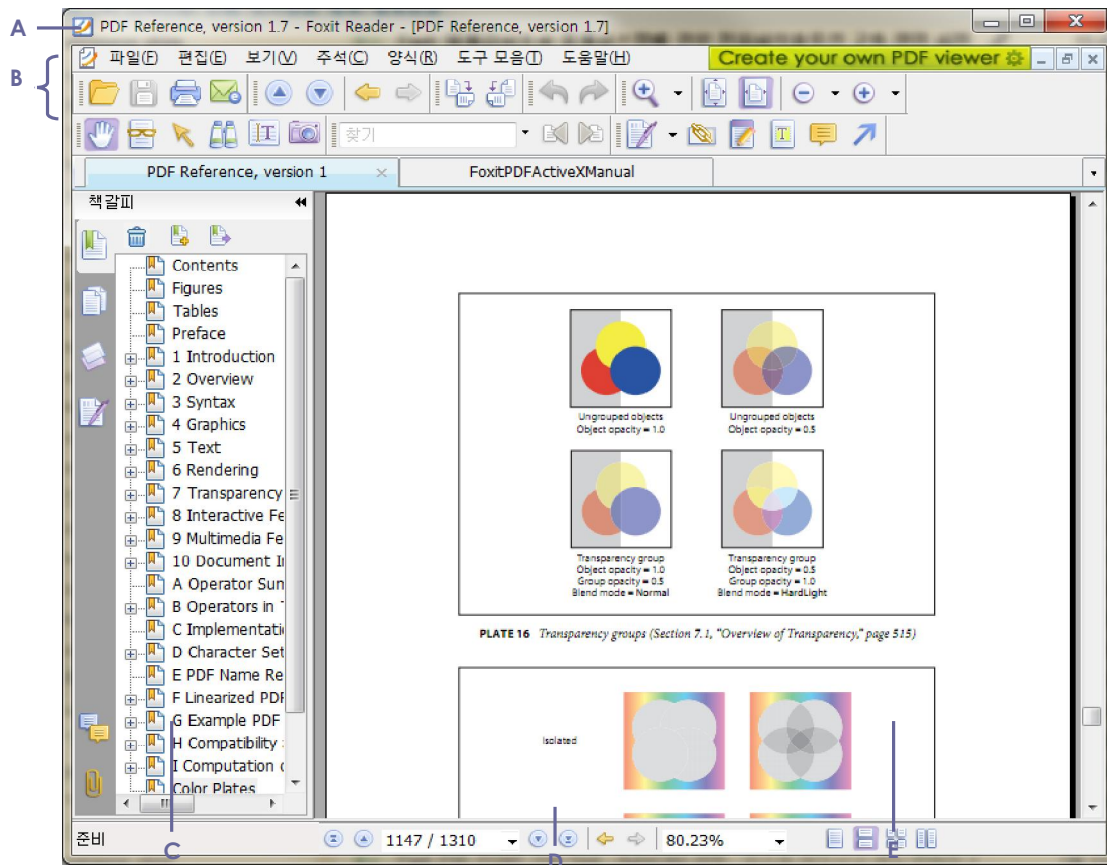 A
PDF Reference, version 1.7 - Foxit Reader - [PDF Reference, version 1.7]
B
파일(F) 편집(E) 보기(V) 주석(C) 양식(R) 도구 모음(T) 도움말(H) Create your own PDF viewer
찾기
PDF Reference, version 1 FoxitPDFActiveXManual
책갈피
Contents
Figures
Tables
Preface
1 Introduction
2 Overview
3 Syntax
4 Graphics
5 Text
6 Rendering
7 Transparency
8 Interactive Fe
9 Multimedia Fe
10 Document I
A Operator Sun
B Operators in
C Implementati
D Character Set
E PDF Name Re
F Linearized PDF
G Example PDF
H Compatibility
I Computation
Color Plates
Ungrouped objects
Object opacity = 1.0
Ungrouped objects
Object opacity = 0.5
Transparency group
Object opacity = 1.0
Group opacity = 0.5
Blend mode = Normal
Transparency group
Object opacity = 0.5
Group opacity = 1.0
Blend mode = HardLight
PLATE 16 Transparency groups (Section 7.1, "Overview of Transparency," page 515)
Isolated
준비 1147 / 1310 80.23%
C
D
E